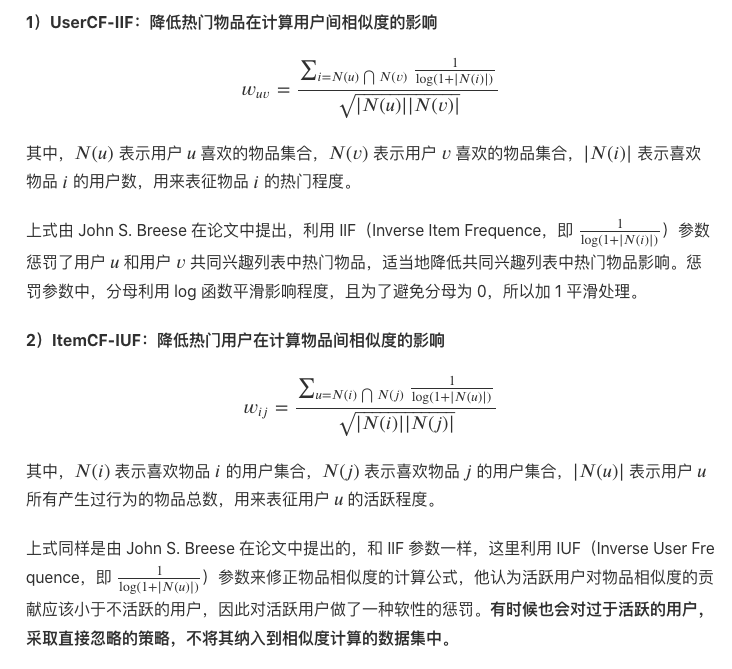 1）UserCF-IIF：降低热门物品在计算用户间相似度的影响
w_{uv} = \frac{\sum_{i=N(u) \bigcap N(v)} \frac{1}{\log(1+|N(i)|)}}{\sqrt{|N(u)||N(v)|}}
其中，N(u) 表示用户 u 喜欢的物品集合，N(v) 表示用户 v 喜欢的物品集合，|N(i)| 表示喜欢
物品 i 的用户数，用来表征物品 i 的热门程度。
上式由 John S. Breese 在论文中提出，利用 IIF（Inverse Item Frequence，即 \frac{1}{\log(1+|N(i)|)}）参数
惩罚了用户 u 和用户 v 共同兴趣列表中热门物品，适当地降低共同兴趣列表中热门物品影响。惩
罚参数中，分母利用 log 函数平滑影响程度，且为了避免分母为 0，所以加 1 平滑处理。
2）ItemCF-IUF：降低热门用户在计算物品间相似度的影响
w_{ij} = \frac{\sum_{u=N(i) \bigcap N(j)} \frac{1}{\log(1+|N(u)|)}}{\sqrt{|N(i)||N(j)|}}
其中，N(i) 表示喜欢物品 i 的用户集合，N(j) 表示喜欢物品 j 的用户集合，|N(u)| 表示用户 u
所有产生过行为的物品总数，用来表征用户 u 的活跃程度。
上式同样是由 John S. Breese 在论文中提出的，和 IIF 参数一样，这里利用 IUF（Inverse User Fre
quence，即 \frac{1}{\log(1+|N(u)|)}）参数来修正物品相似度的计算公式，他认为活跃用户对物品相似度的贡
献应该小于不活跃的用户，因此对活跃用户做了一种软性的惩罚。有时候也会对过于活跃的用户，
采取直接忽略的策略，不将其纳入到相似度计算的数据集中。